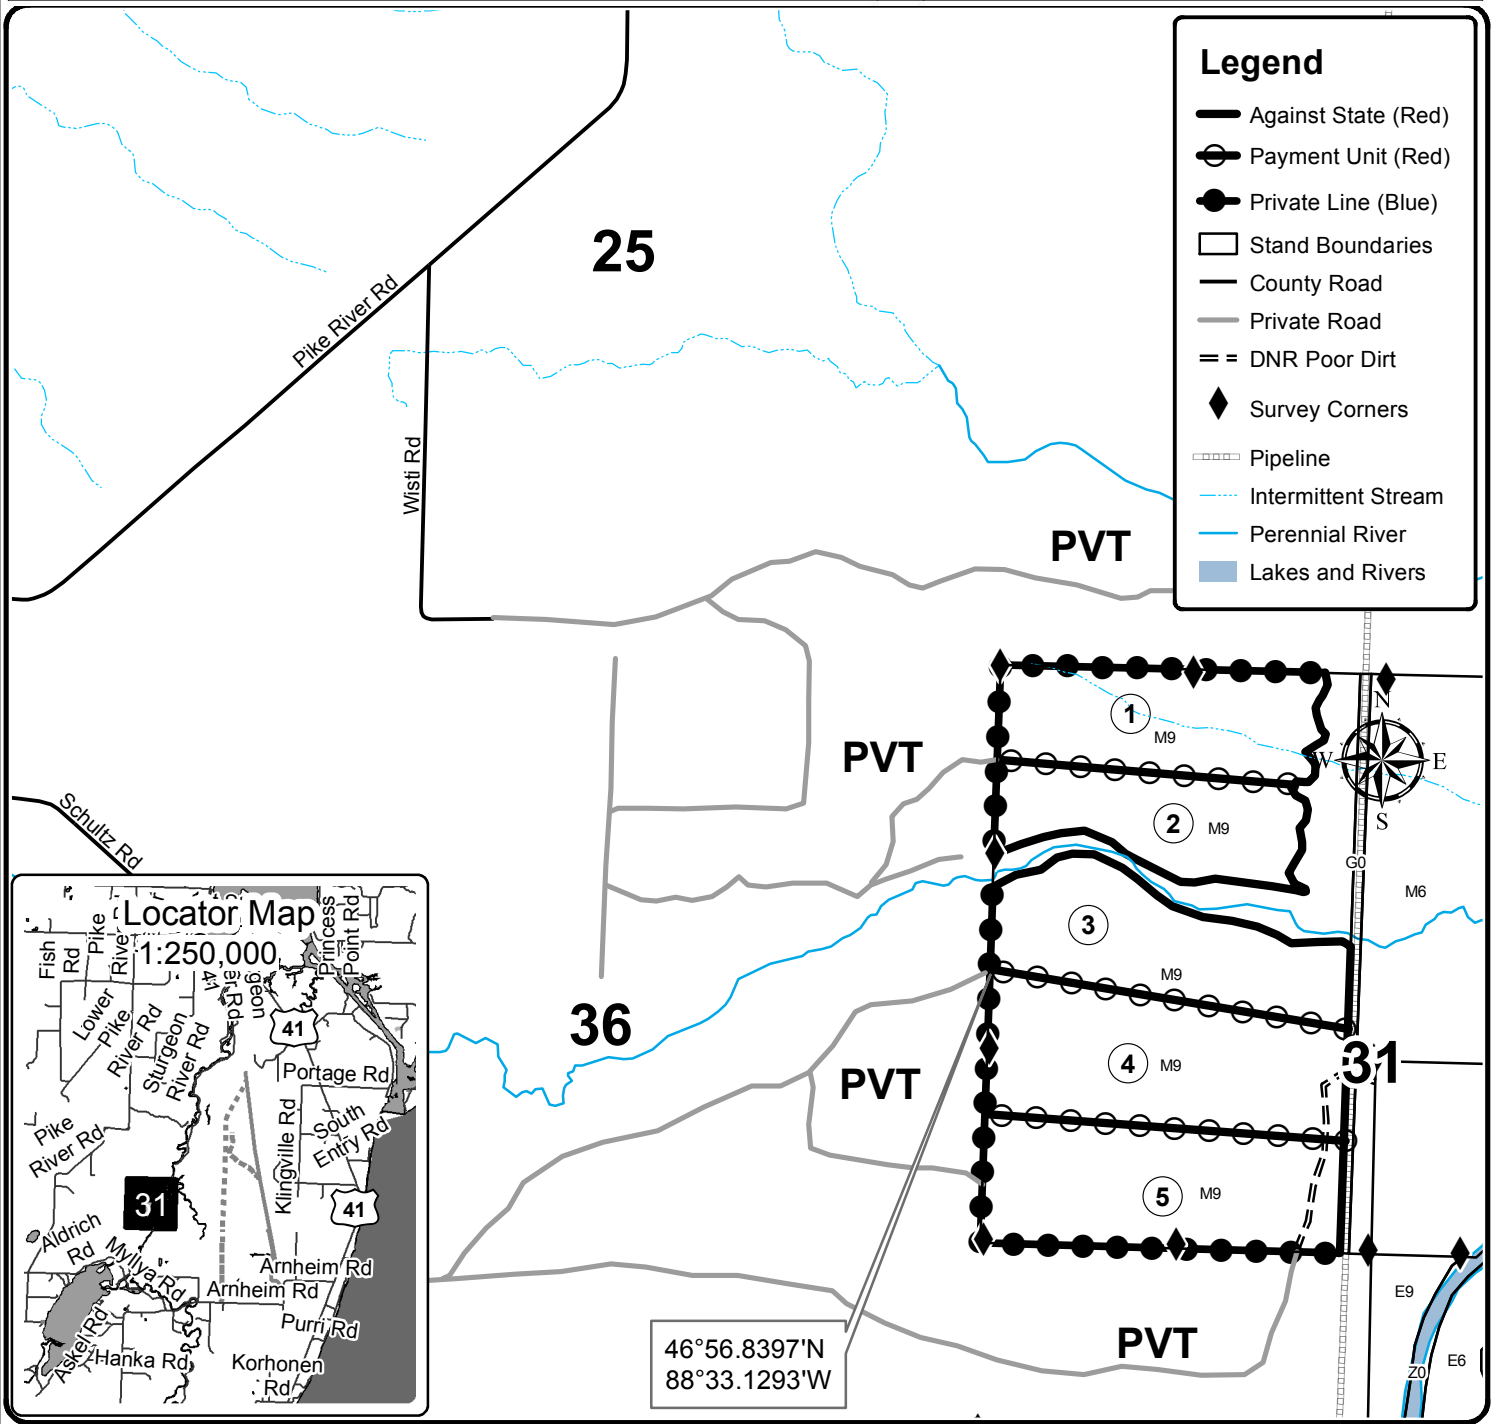 Legend
Against State (Red)
Payment Unit (Red)
Private Line (Blue)
Stand Boundaries
County Road
Private Road
DNR Poor Dirt
Survey Corners
Pipeline
Intermittent Stream
Perennial River
Lakes and Rivers
25
Pike River Rd
Wisti Rd
PVT
1
M9
N
W
E
S
PVT
2
M9
G0
M6
Schultz Rd
3
M9
36
31
4
M9
PVT
5
M9
E9
E6
Z0
PVT
46°56.8397'N
88°33.1293'W
Locator Map
1:250,000
Fish
Rd
Pike
River
Princess
Point Rd
41
Lower
Pike
River Rd
Sturgeon
River Rd
41
Portage Rd
Klingville Rd
South
Entry Rd
Pike
River Rd
31
41
Aldrich
Rd
Myllya Rd
Arnheim Rd
Arnheim Rd
Purri Rd
Askel Rd
Hanka Rd
Korhonen
Rd